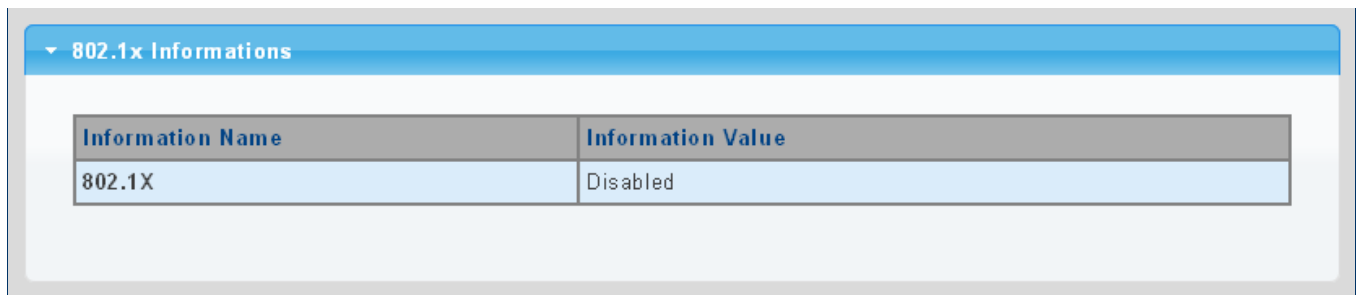 802.1x Informations
Information Name Information Value
802.1X Disabled